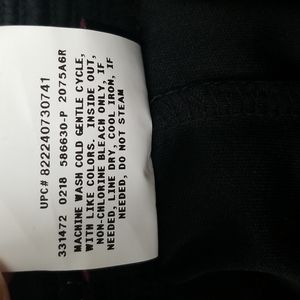 UPC# 822240730741
331472 0218 586630-P 2075A6R
MACHINE WASH COLD GENTLE CYCLE,
WITH LIKE COLORS. INSIDE OUT,
NON-CHLORINE BLEACH ONLY, IF
NEEDED, LIME DRY, COOL IRON, IF
NEEDED, DO NOT STEAM